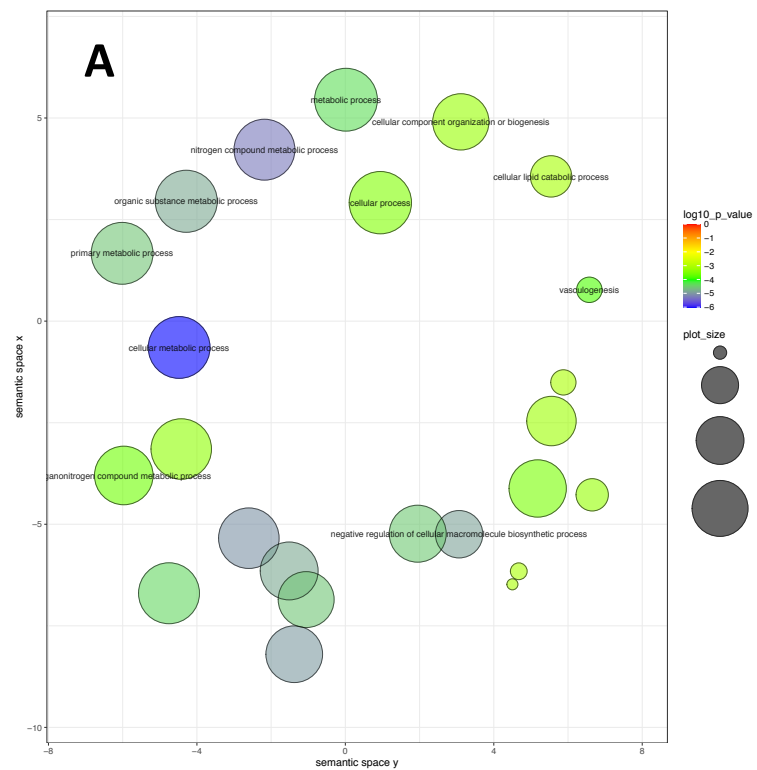 A
metabolic process
cellular component organization or biogenesis
nitrogen compound metabolic process
cellular lipid catabolic process
organic substance metabolic process
cellular process
primary metabolic process
vasculogenesis
cellular metabolic process
ganonitrogen compound metabolic process
negative regulation of cellular macromolecule biosynthetic process
5
0
−5
−10
semantic space x
−8
−4
0
4
8
semantic space y
log10_p_value
0
−1
−2
−3
−4
−5
−6
plot_size